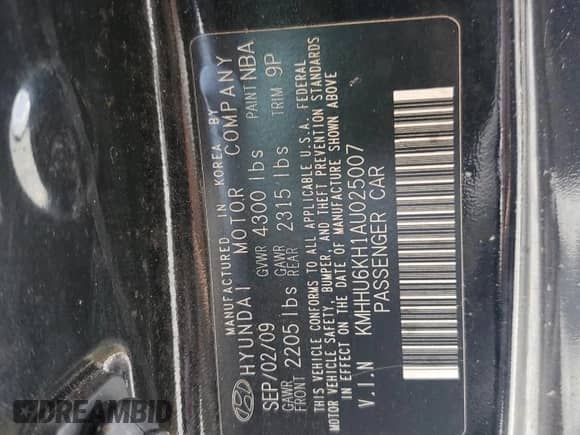 MANUFACTURED IN KOREA BY
HYUNDAI MOTOR COMPANY
SEP/02/09 GVWR 4300 lbs PAINT NBA
GAWR FRONT 2205 lbs GAWR REAR 2315 lbs TRIM 9P
THIS VEHICLE CONFORMS TO ALL APPLICABLE U.S.A. FEDERAL
MOTOR VEHICLE SAFETY, BUMPER, AND THEFT PREVENTION STANDARDS
IN EFFECT ON THE DATE OF MANUFACTURE SHOWN ABOVE
V.I.N KMHHU6KH1AU025007
PASSENGER CAR
DREAMBID